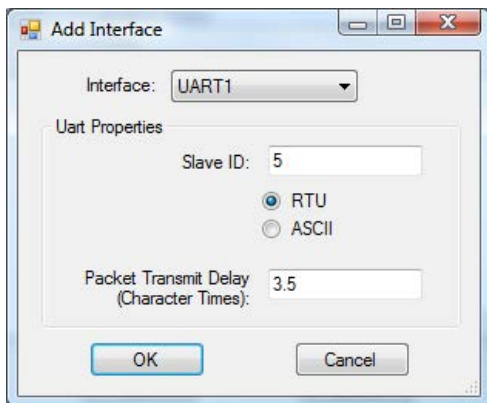 Add Interface
Interface: UART1
Uart Properties
Slave ID: 5
RTU
ASCII
Packet Transmit Delay
(Character Times): 3.5
OK Cancel